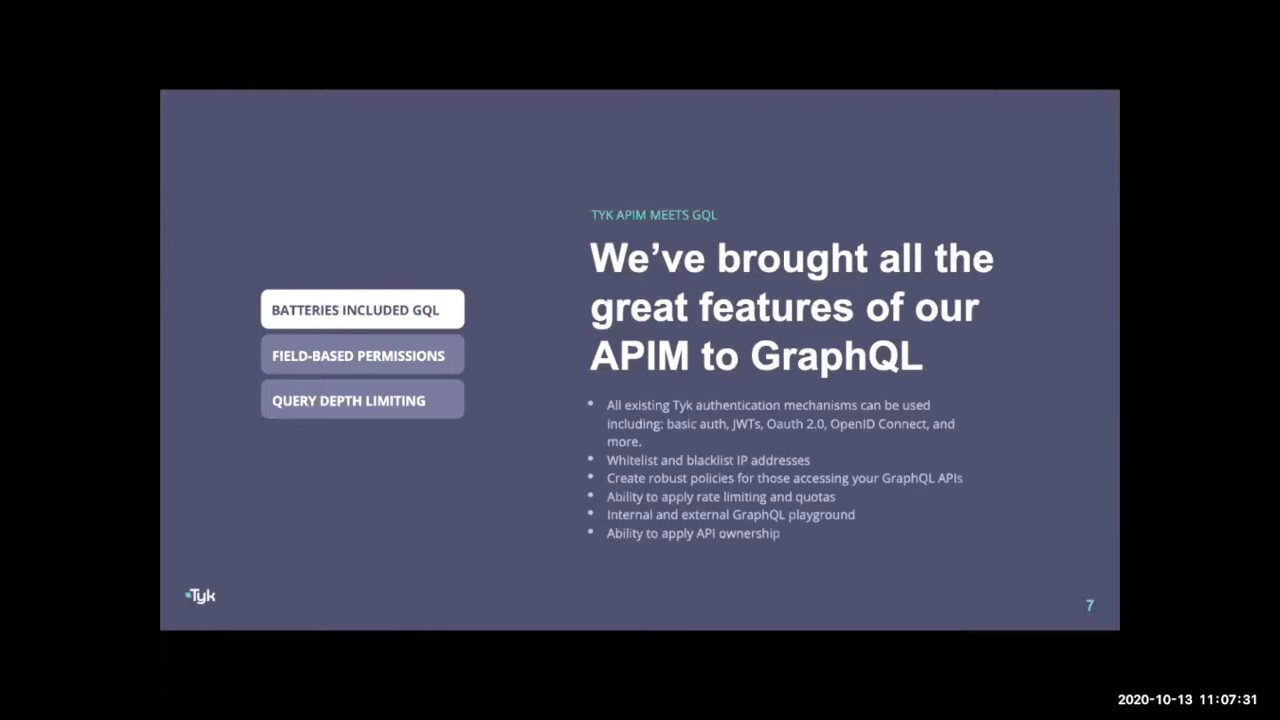 TYK APIM MEETS GQL
We’ve brought all the
great features of our
APIM to GraphQL
BATTERIES INCLUDED GQL
FIELD-BASED PERMISSIONS
QUERY DEPTH LIMITING
• All existing Tyk authentication mechanisms can be used
including: basic auth, JWTs, Oauth 2.0, OpenID Connect, and
more.
• Whitelist and blacklist IP addresses
• Create robust policies for those accessing your GraphQL APIs
• Ability to apply rate limiting and quotas
• Internal and external GraphQL playground
• Ability to apply API ownership
Tyk
7
2020-10-13 11:07:31